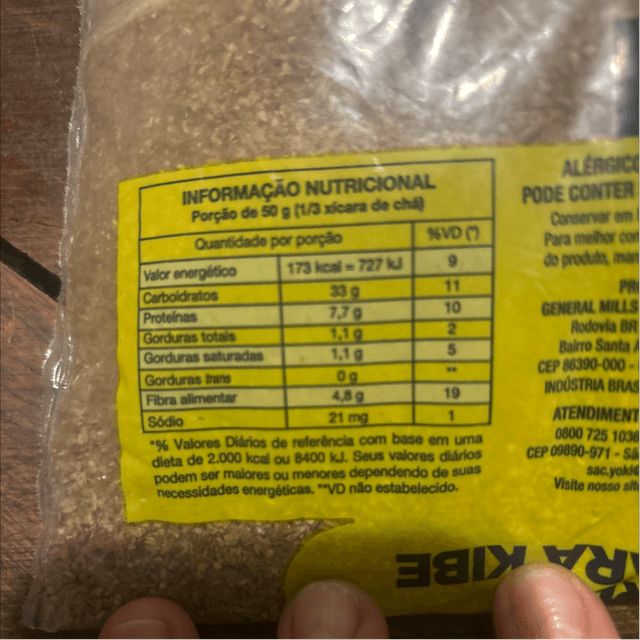 INFORMAÇÃO NUTRICIONAL
Porção de 50 g (1/3 xícara de chá)
Quantidade por porção %VD (*)
Valor energético 173 kcal = 727 kJ 9
Carboidratos 33 g 11
Proteínas 7,7 g 10
Gorduras totais 1,1 g 2
Gorduras saturadas 1,1 g 5
Gorduras trans 0 g **
Fibra alimentar 4,8 g 19
Sódio 21 mg 1
*% Valores Diários de referência com base em uma
dieta de 2.000 kcal ou 8400 kJ. Seus valores diários
podem ser maiores ou menores dependendo de suas
necessidades energéticas. **VD não estabelecido.
ALÉRGICO
PODE CONTER
Conservar em
Para melhor con
do produto, man
PR
GENERAL MILLS
Rodovia BR
Bairro Santa A
CEP 86390-000 -
INDÚSTRIA BRAS
ATENDIMENT
0800 725 103
CEP 09890-971 - Sã
sac.yoki
Visite nosso sit
ARA KIBE